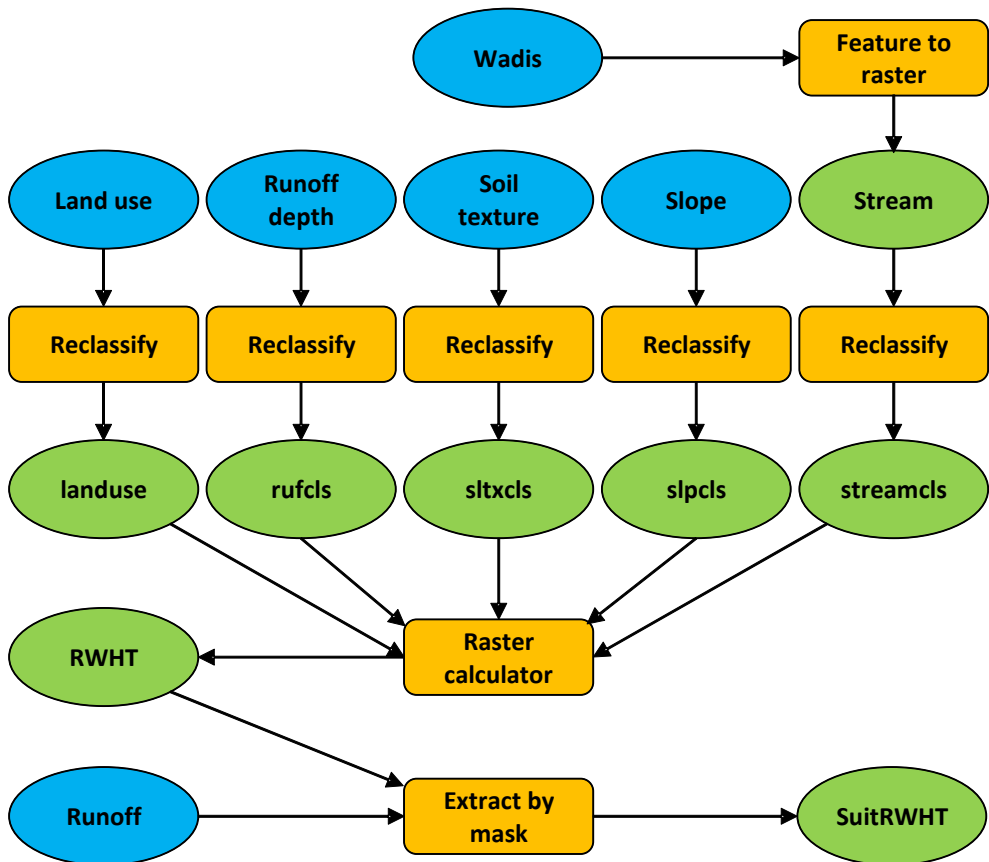 Wadis
Feature to
raster
Land use
Runoff
depth
Soil
texture
Slope
Stream
Reclassify
Reclassify
Reclassify
Reclassify
Reclassify
landuse
rufcls
sltxcls
slpcls
streamcls
RWHT
Raster
calculator
Runoff
Extract by
mask
SuitRWHT